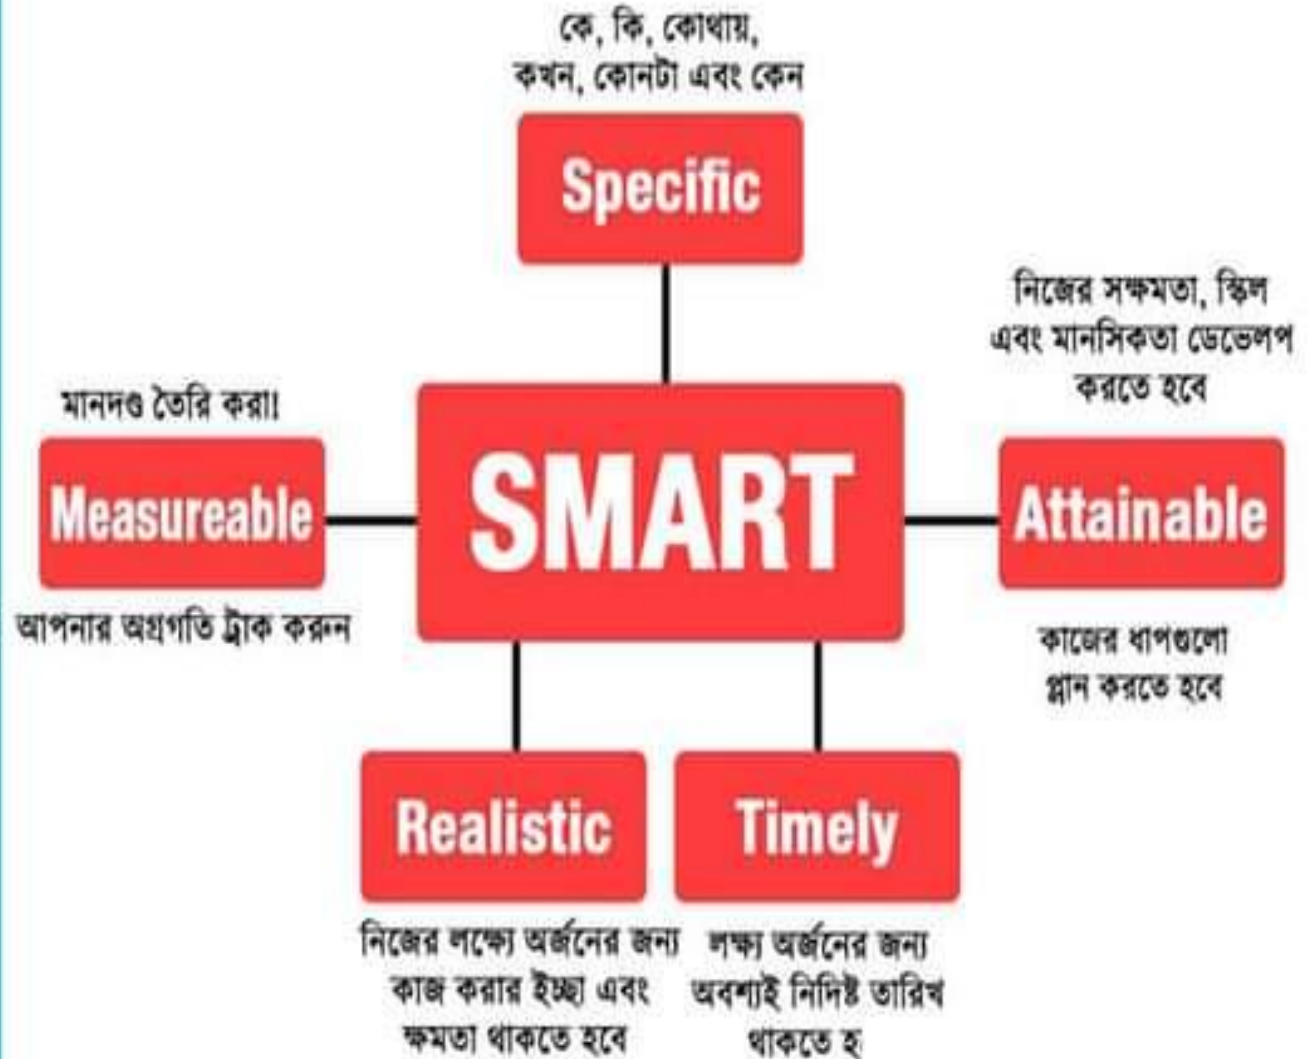 কে, কি, কোথায়,
কখন, কোনটা এবং কেন
Specific
নিজের সক্ষমতা, স্কিল
এবং মানসিকতা ডেভেলপ
করতে হবে
মানদণ্ড তৈরি করা!
Measureable
SMART
Attainable
আপনার অগ্রগতি ট্রাক করুন
কাজের ধাপগুলো
প্লান করতে হবে
Realistic
Timely
নিজের লক্ষ্যে অর্জনের জন্য
কাজ করার ইচ্ছা এবং
ক্ষমতা থাকতে হবে
লক্ষ্য অর্জনের জন্য
অবশ্যই নিদিষ্ট তারিখ
থাকতে হ